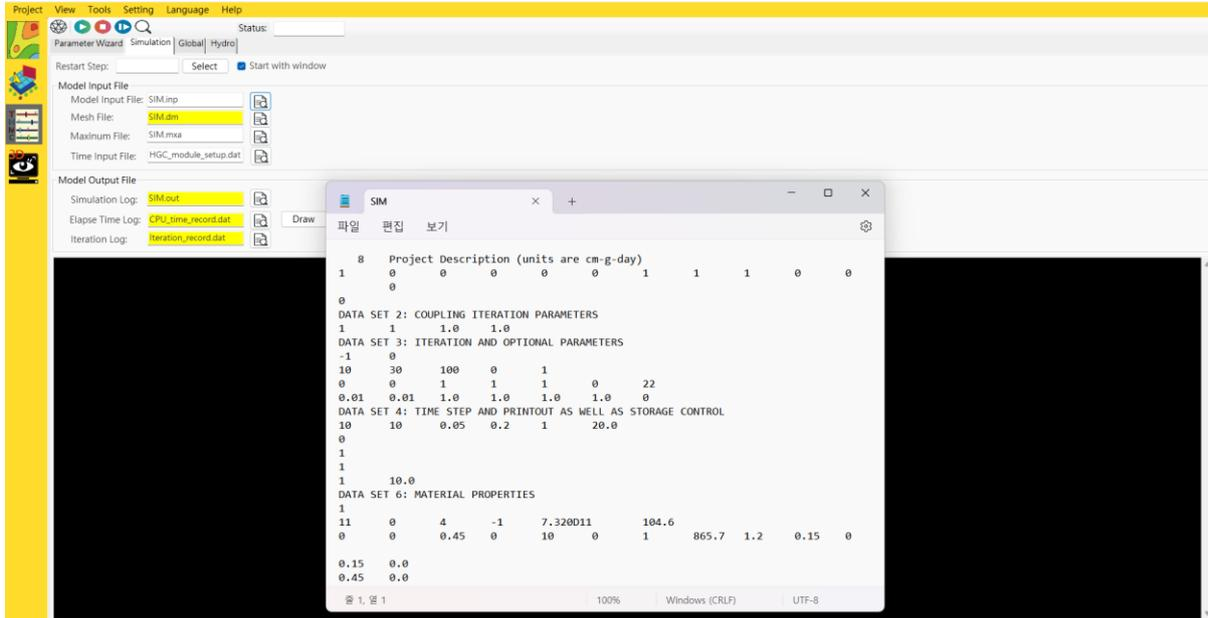 Project View Tools Setting Language Help
Status:
Parameter Wizard Simulation Global Hydro
Restart Step: Select Start with window
Model Input File
Model Input File: SIM.inp
Mesh File: SIM.dm
Maxinum File: SIM.mxa
Time Input File: HGC_module_setup.dat
Model Output File
Simulation Log: SIM.out
Elapse Time Log: CPU_time_record.dat Draw
Iteration Log: Iteration_record.dat
THMC
3D
SIM × +
파일 편집 보기
8 Project Description (units are cm-g-day)
1 0 0 0 0 0 1 1 1 0 0
0
0
DATA SET 2: COUPLING ITERATION PARAMETERS
1 1 1.0 1.0
DATA SET 3: ITERATION AND OPTIONAL PARAMETERS
-1 0
10 30 100 0 1
0 0 1 1 1 0 22
0.01 0.01 1.0 1.0 1.0 1.0 0
DATA SET 4: TIME STEP AND PRINTOUT AS WELL AS STORAGE CONTROL
10 10 0.05 0.2 1 20.0
0
1
1
1 10.0
DATA SET 6: MATERIAL PROPERTIES
1
11 0 4 -1 7.320D11 104.6
0 0 0.45 0 10 0 1 865.7 1.2 0.15 0
0.15 0.0
0.45 0.0
줄 1, 열 1 100% Windows (CRLF) UTF-8